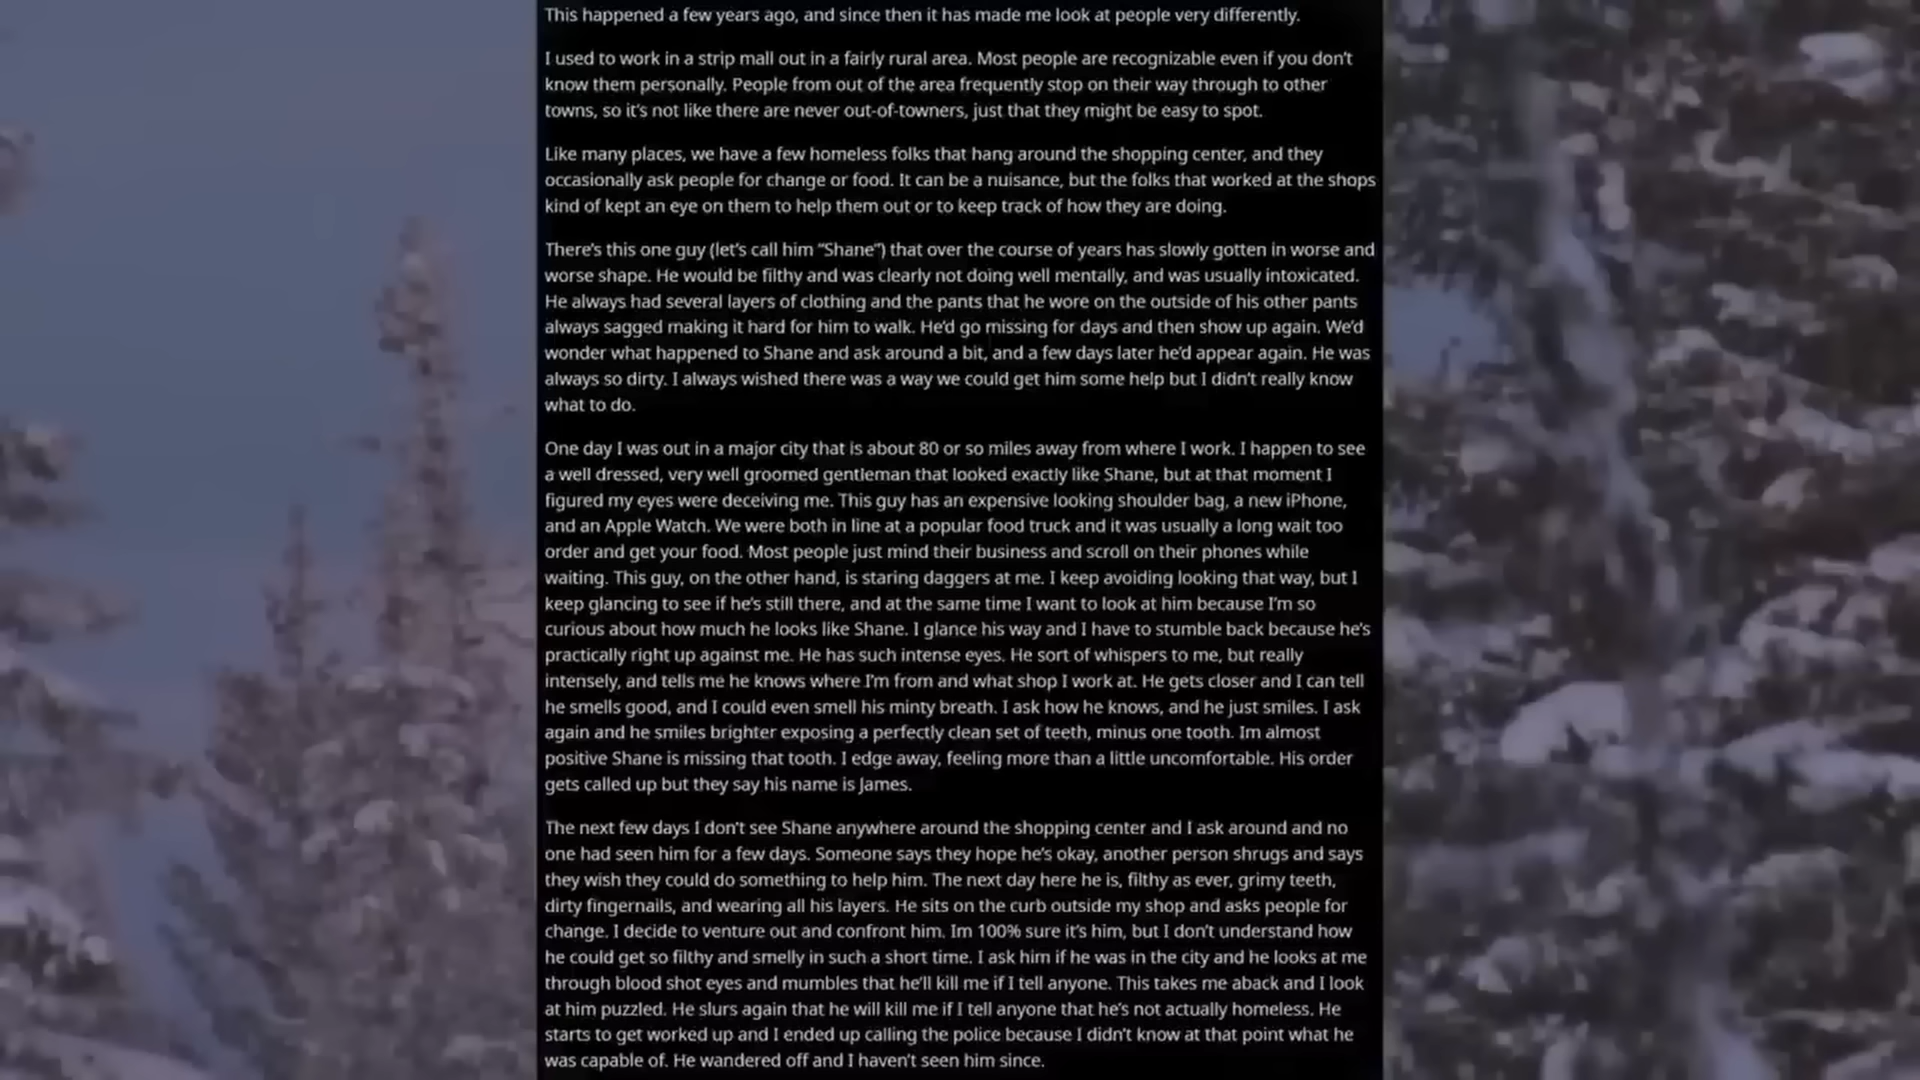 This happened a few years ago, and since then it has made me look at people very differently.
I used to work in a strip mall out in a fairly rural area. Most people are recognizable even if you don't
know them personally. People from out of the area frequently stop on their way through to other
towns, so it's not like there are never out-of-towners, just that they might be easy to spot.
Like many places, we have a few homeless folks that hang around the shopping center, and they
occasionally ask people for change or food. It can be a nuisance, but the folks that worked at the shops
kind of kept an eye on them to help them out or to keep track of how they are doing.
There's this one guy (let's call him "Shane") that over the course of years has slowly gotten in worse and
worse shape. He would be filthy and was clearly not doing well mentally, and was usually intoxicated.
He always had several layers of clothing and the pants that he wore on the outside of his other pants
always sagged making it hard for him to walk. He'd go missing for days and then show up again. We'd
wonder what happened to Shane and ask around a bit, and a few days later he'd appear again. He was
always so dirty. I always wished there was a way we could get him some help but I didn't really know
what to do.
One day I was out in a major city that is about 80 or so miles away from where I work. I happen to see
a well dressed, very well groomed gentleman that looked exactly like Shane, but at that moment I
figured my eyes were deceiving me. This guy has an expensive looking shoulder bag, a new iPhone,
and an Apple Watch. We were both in line at a popular food truck and it was usually a long wait too
order and get your food. Most people just mind their business and scroll on their phones while
waiting. This guy, on the other hand, is staring daggers at me. I keep avoiding looking that way, but I
keep glancing to see if he's still there, and at the same time I want to look at him because I'm so
curious about how much he looks like Shane. I glance his way and I have to stumble back because he's
practically right up against me. He has such intense eyes. He sort of whispers to me, but really
intensely, and tells me he knows where I'm from and what shop I work at. He gets closer and I can tell
he smells good, and I could even smell his minty breath. I ask how he knows, and he just smiles. I ask
again and he smiles brighter exposing a perfectly clean set of teeth, minus one tooth. Im almost
positive Shane is missing that tooth. I edge away, feeling more than a little uncomfortable. His order
gets called up but they say his name is James.
The next few days I don't see Shane anywhere around the shopping center and I ask around and no
one had seen him for a few days. Someone says they hope he's okay, another person shrugs and says
they wish they could do something to help him. The next day here he is, filthy as ever, grimy teeth,
dirty fingernails, and wearing all his layers. He sits on the curb outside my shop and asks people for
change. I decide to venture out and confront him. Im 100% sure it's him, but I don't understand how
he could get so filthy and smelly in such a short time. I ask him if he was in the city and he looks at me
through blood shot eyes and mumbles that he'll kill me if I tell anyone. This takes me aback and I look
at him puzzled. He slurs again that he will kill me if I tell anyone that he's not actually homeless. He
starts to get worked up and I ended up calling the police because I didn't know at that point what he
was capable of. He wandered off and I haven't seen him since.